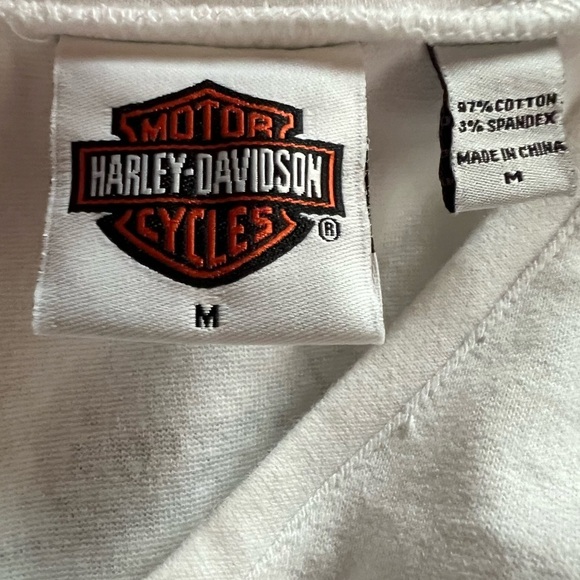 MOTOR
HARLEY-DAVIDSON
CYCLES
®
M
97% COTTON
3% SPANDEX
MADE IN CHINA
M